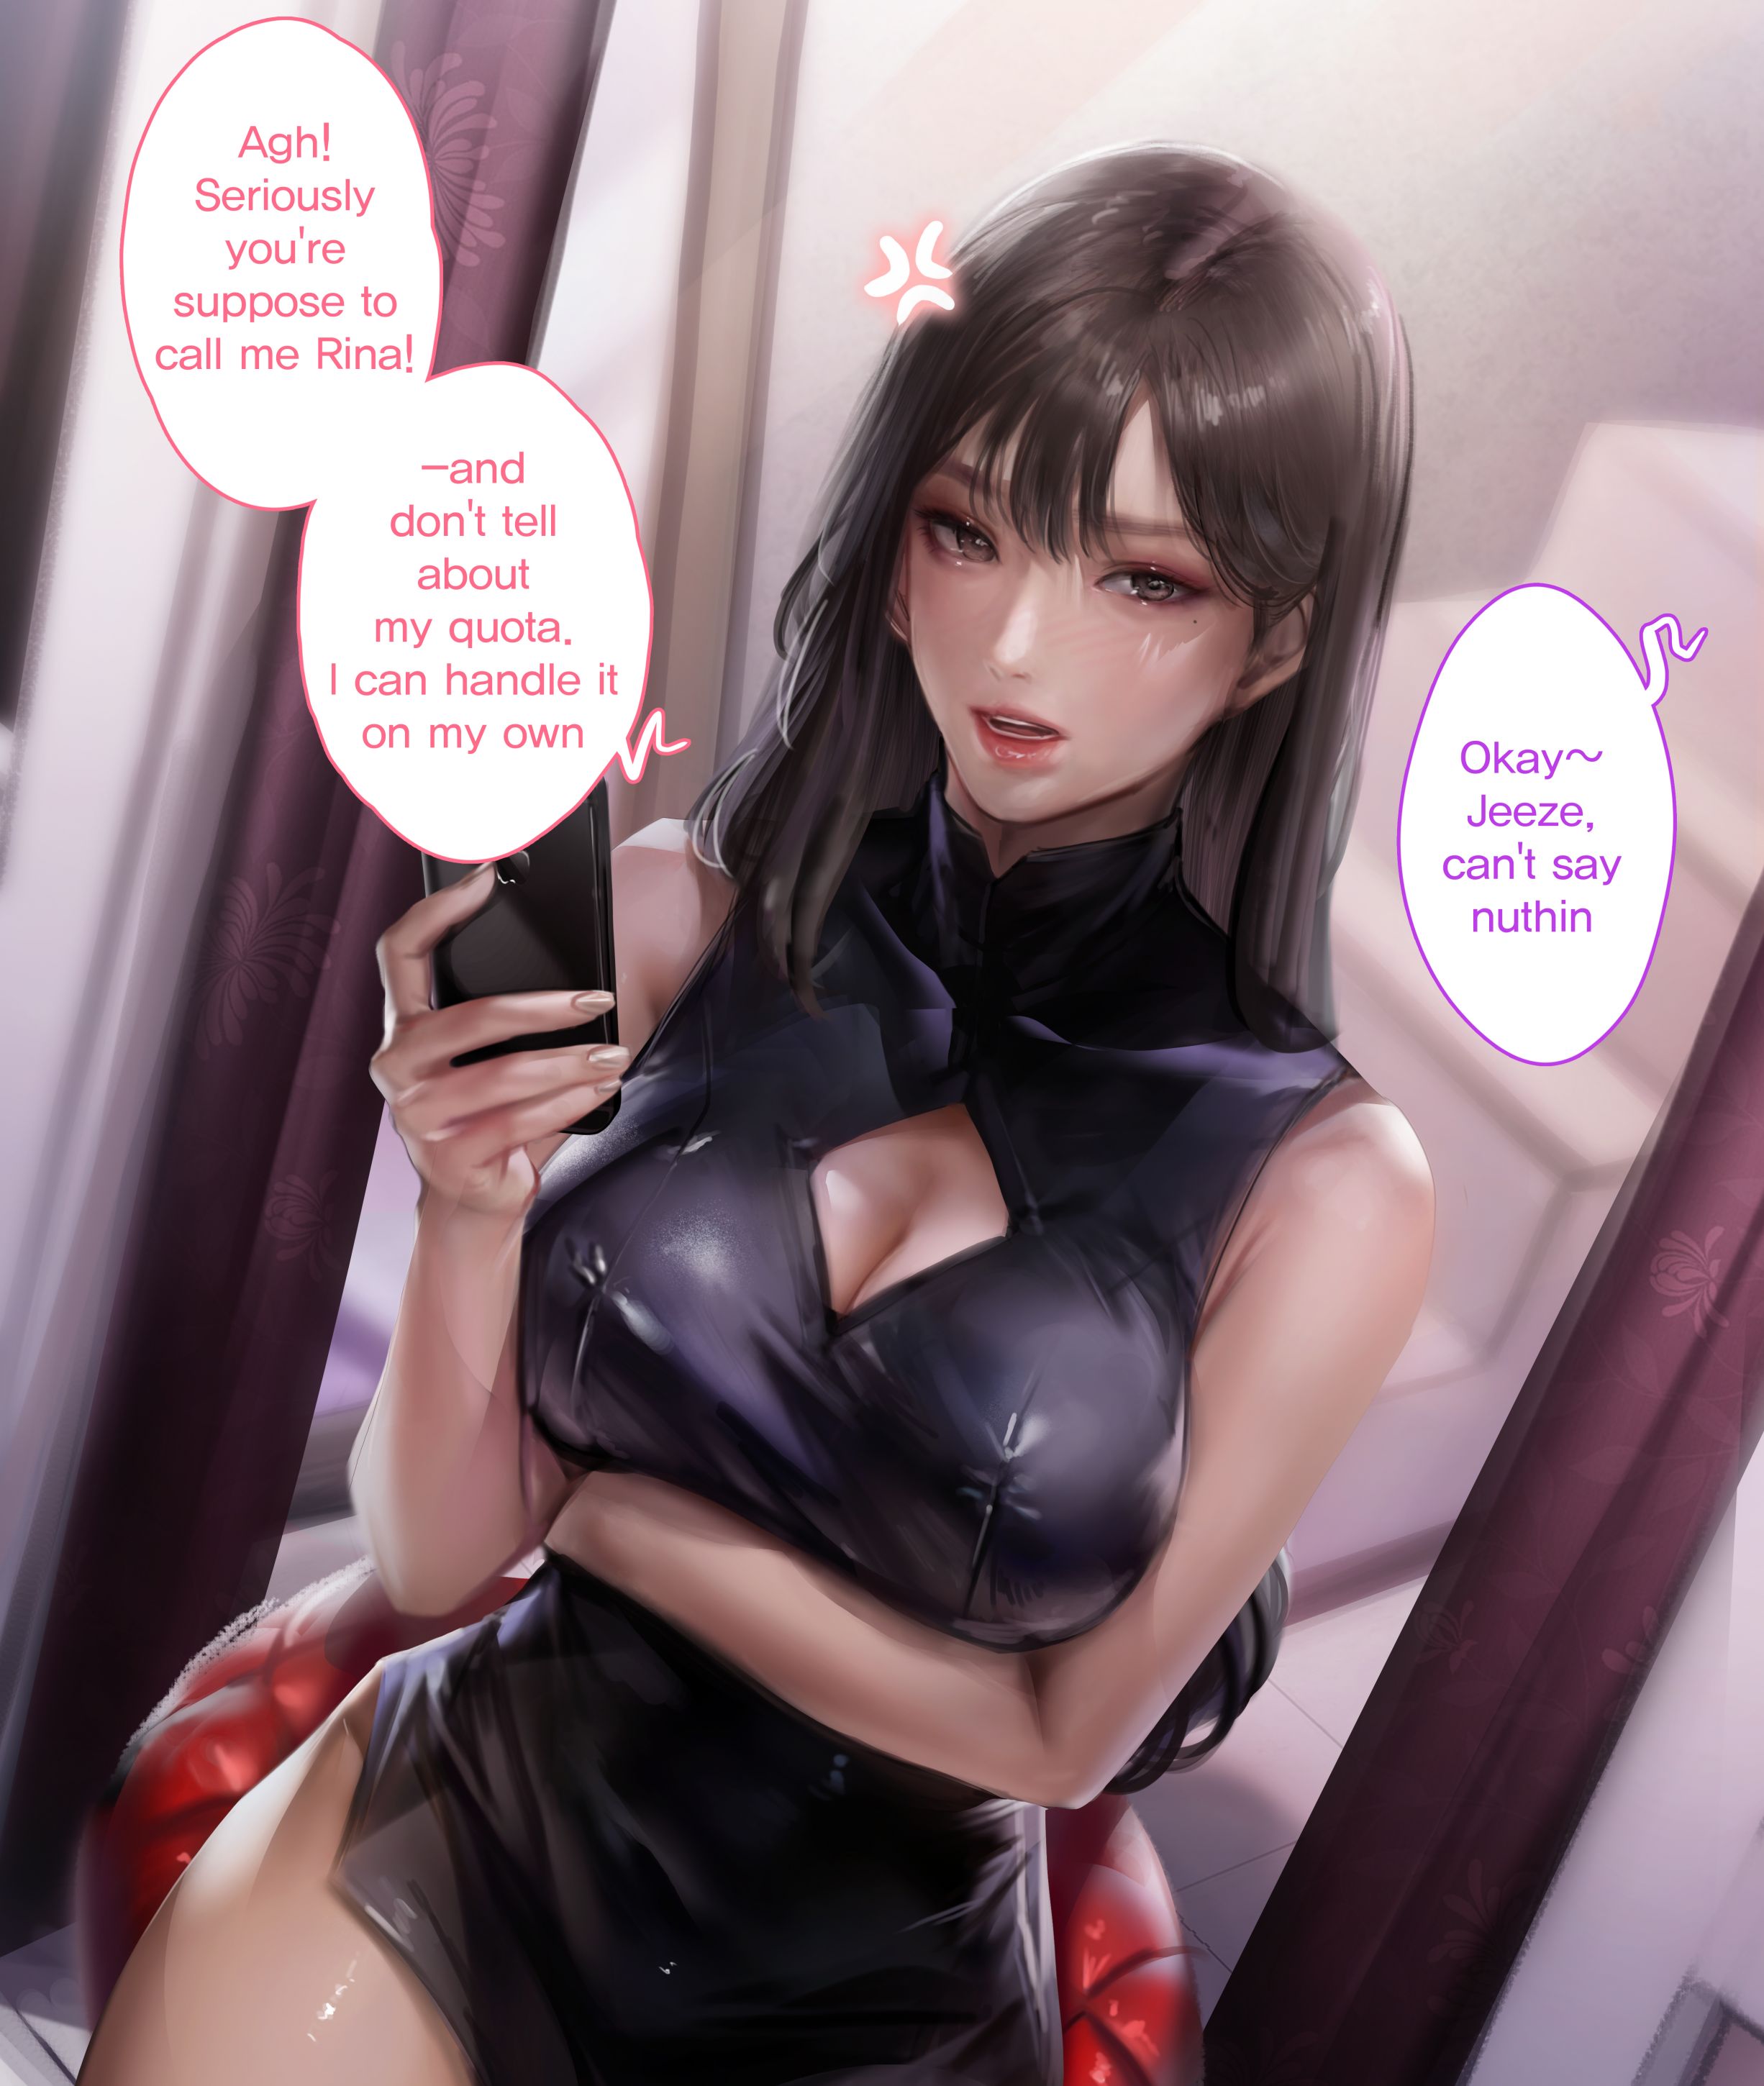 Agh!
Seriously
you're
suppose to
call me Rina!
—and
don't tell
about
my quota.
I can handle it
on my own
Okay～
Jeeze,
can't say
nuthin